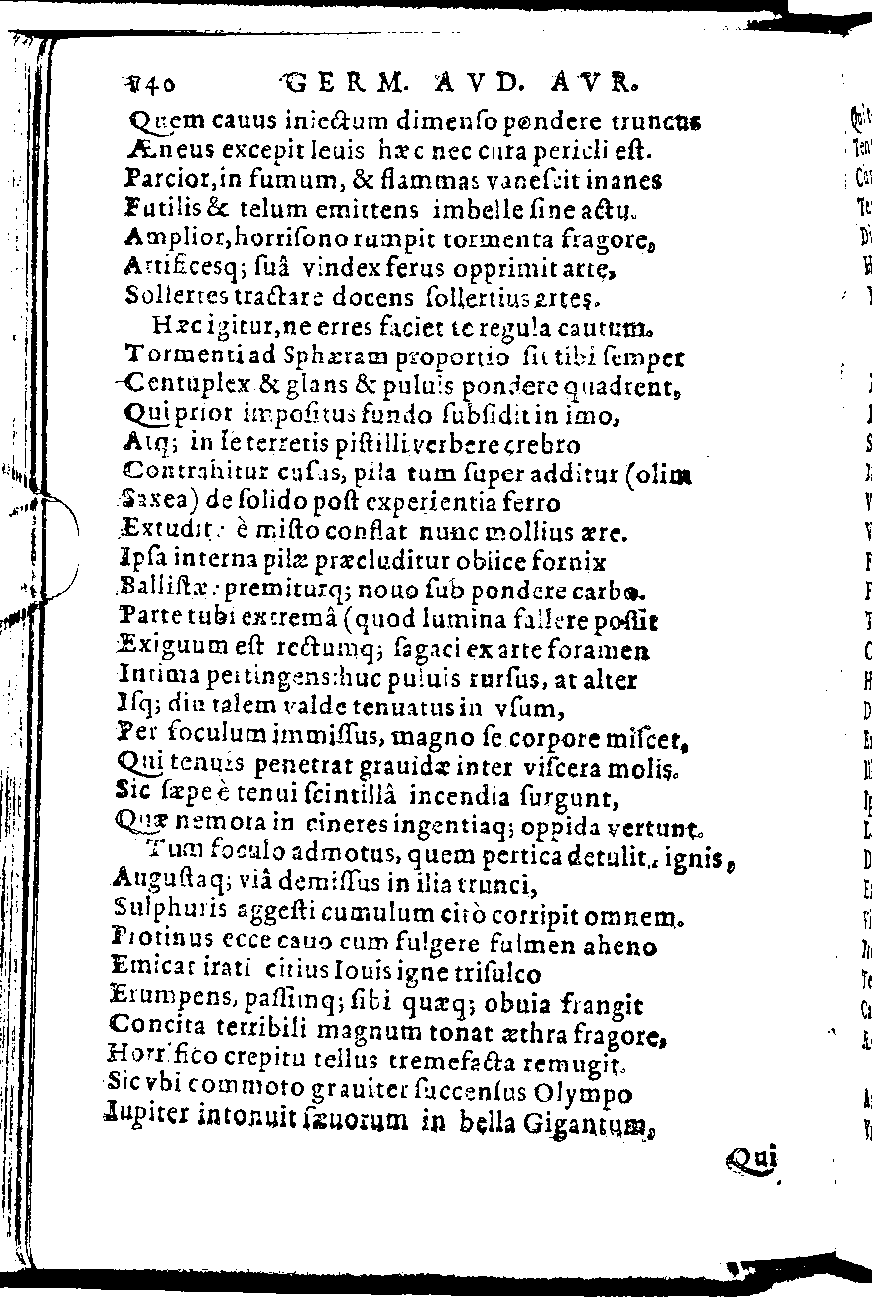 140 GERM. AVD. AVR.
Quem cauus iniectum dimenſo pondere truncus
Æneus excepit leuis hæc nec cura pericli eſt.
Parcior, in fumum, & flammas vaneſcit inanes
Futilis & telum emittens imbelle ſine actu.
Amplior, horriſono rumpit tormenta fragore,
Artificesq; ſuâ vindex ferus opprimit arte,
Sollertes tractare docens ſollertius artes.
Hæc igitur, ne erres faciet te regula cautum.
Tormenti ad Sphæram proportio ſit tibi ſemper
Centuplex & glans & puluis pondere quadrent,
Qui prior impoſitus fundo ſubſidit in imo,
Atq; in ſe terretis piſtilli verbere crebro
Contrahitur cuſus, pila tum ſuper additur (olim
Saxea) de ſolido poſt experientia ferro
Extudit: è miſto conflat nunc mollius ære.
Ipſa interna pilæ præcluditur obiice fornix
Balliſtæ: premiturq; nouo ſub pondere carbo.
Parte tubi extremâ (quod lumina fallere poſſit
Exiguum eſt rectumq; ſagaci ex arte foramen
Intima pertingens: huc puluis rurſus, at alter
Iſq; diu talem valde tenuatus in vſum,
Per foculum immiſſus, magno ſe corpore miſcet,
Qui tenuis penetrat grauidæ inter viſcera molis.
Sic ſæpe è tenui ſcintillâ incendia ſurgunt,
Quæ nemora in cineres ingentiaq; oppida vertunt.
Tum foculo admotus, quem pertica detulit, ignis,
Auguſtaq; viâ demiſſus in ilia trunci,
Sulphuris aggeſti cumulum citò corripit omnem.
Protinus ecce cauo cum fulgere fulmen aheno
Emicat irati citius Iouis igne triſulco
Erumpens, paſſimq; ſibi quæq; obuia frangit
Concita terribili magnum tonat æthra fragore,
Horrifico crepitu tellus tremefacta remugit.
Sic vbi commoto grauiter ſuccenſus Olympo
Iupiter intonuit ſæuorum in bella Gigantum,
Qui